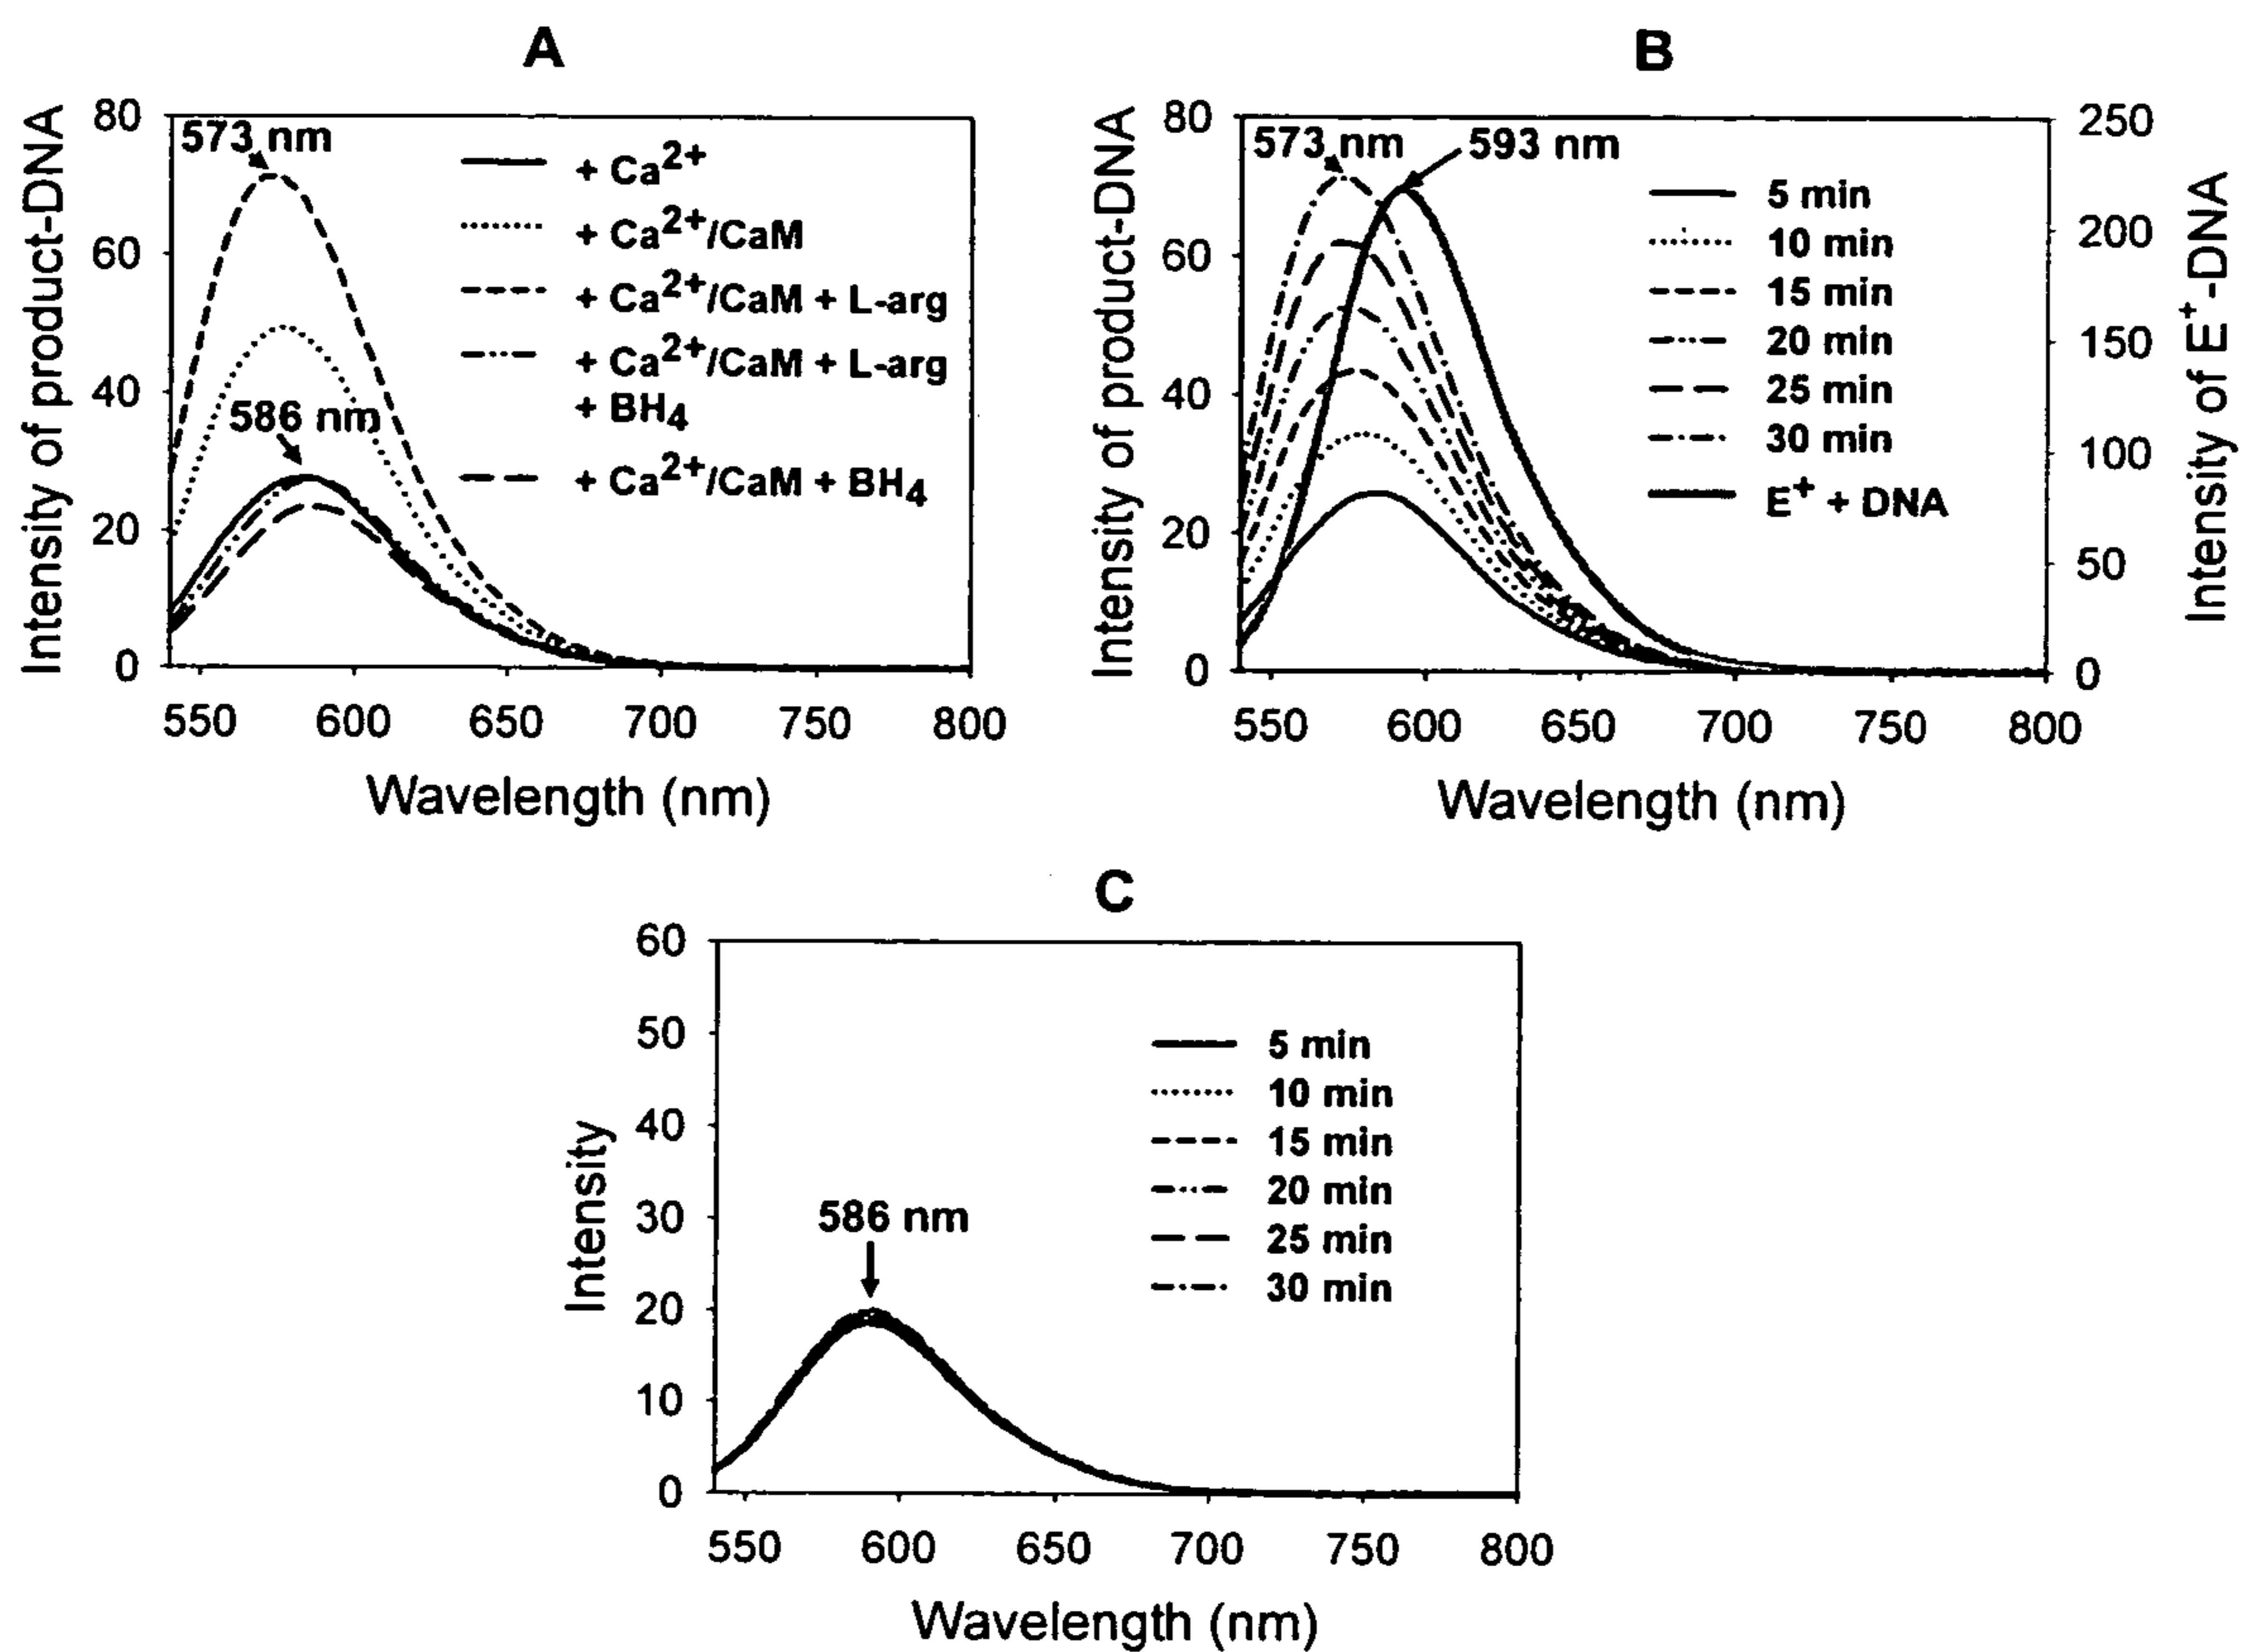 A
Intensity of product-DNA
80
60
40
20
0
573 nm
586 nm
+ Ca2+
+ Ca2+/CaM
+ Ca2+/CaM + L-arg
+ Ca2+/CaM + L-arg
+ BH4
+ Ca2+/CaM + BH4
550 600 650 700 750 800
Wavelength (nm)
B
Intensity of product-DNA
80
60
40
20
0
573 nm
593 nm
5 min
10 min
15 min
20 min
25 min
30 min
E+ + DNA
250
200
150
100
50
0
Intensity of E+-DNA
550 600 650 700 750 800
Wavelength (nm)
C
Intensity
60
50
40
30
20
10
0
586 nm
5 min
10 min
15 min
20 min
25 min
30 min
550 600 650 700 750 800
Wavelength (nm)